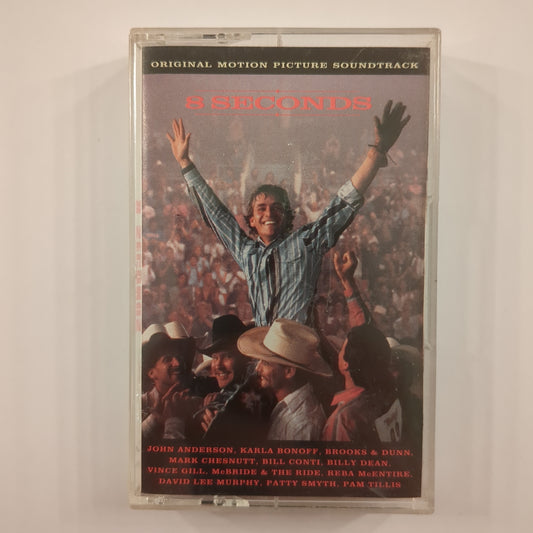 ORIGINAL MOTION PICTURE SOUNDTRACK
8 SECONDS
JOHN ANDERSON, KARLA BONOFF, BROOKS & DUNN,
MARK CHESNUTT, BILL CONTI, BILLY DEAN,
VINCE GILL, McBRIDE & THE RIDE, REBA McENTIRE,
DAVID LEE MURPHY, PATTY SMYTH, PAM TILLIS